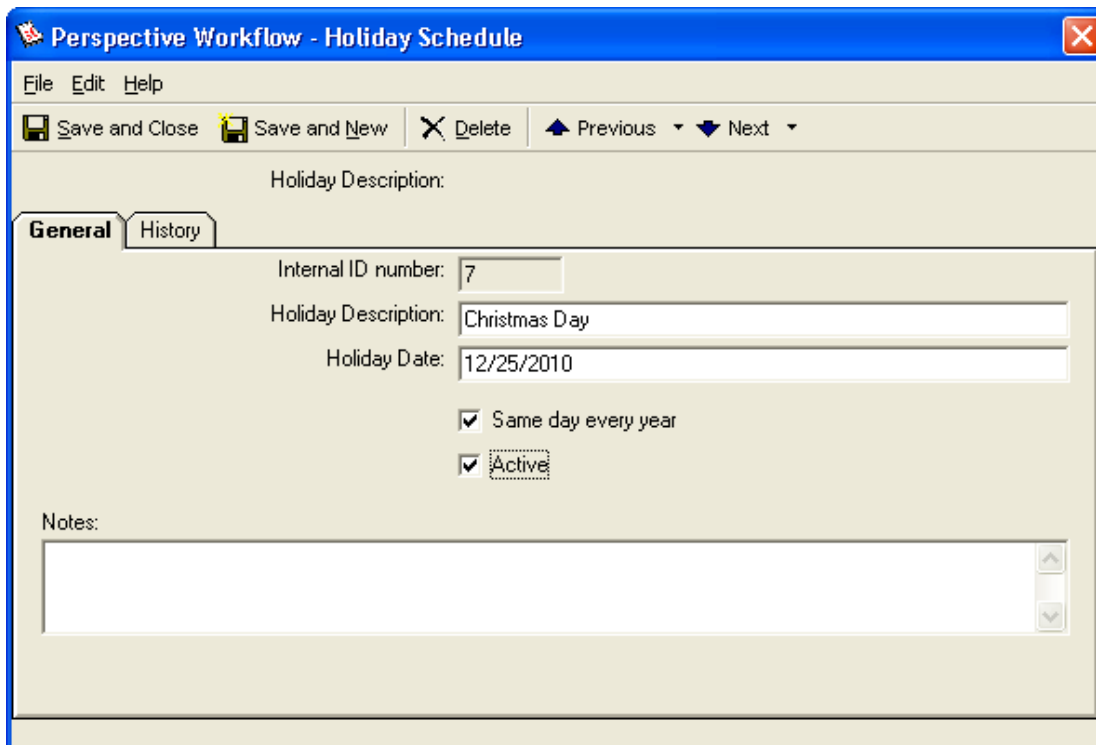 Perspective Workflow - Holiday Schedule
File Edit Help
Save and Close Save and New Delete Previous Next
Holiday Description:
General History
Internal ID number: 7
Holiday Description: Christmas Day
Holiday Date: 12/25/2010
Same day every year
Active
Notes: